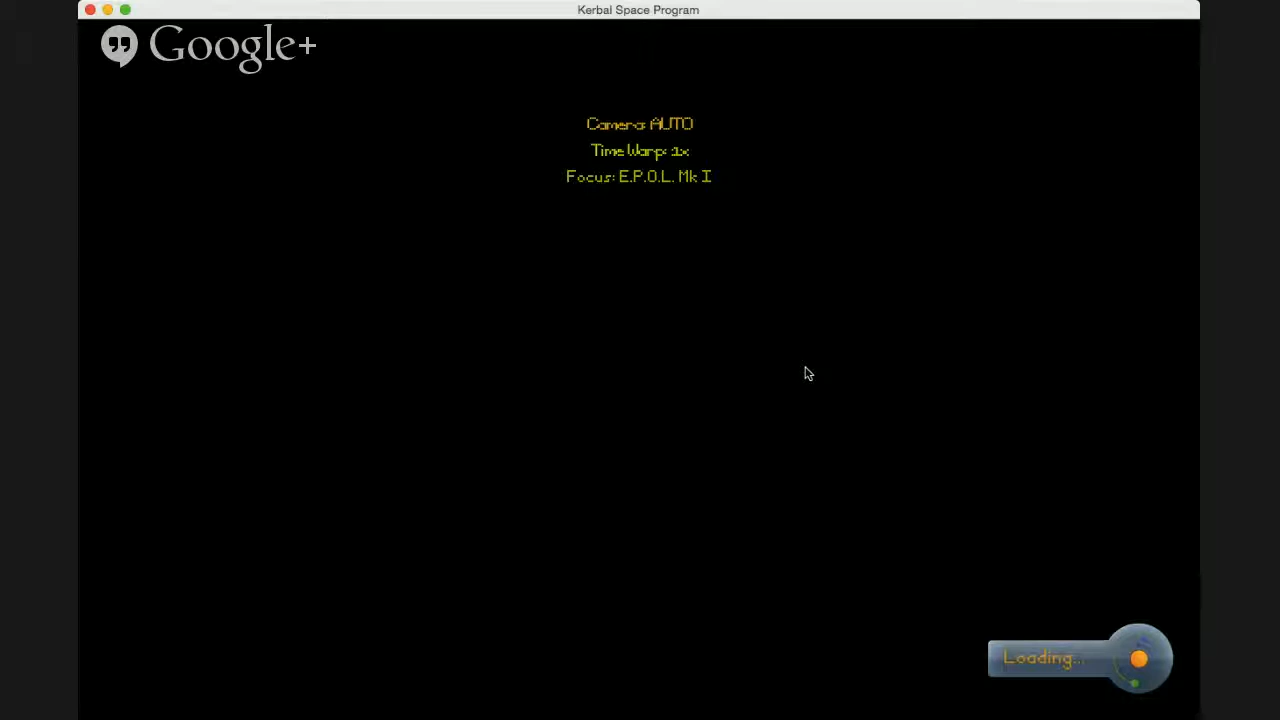 Kerbal Space Program
Google+
Camera: AUTO
Time Warp: 1x
Focus: E.P.O.L. Mk I
Loading...